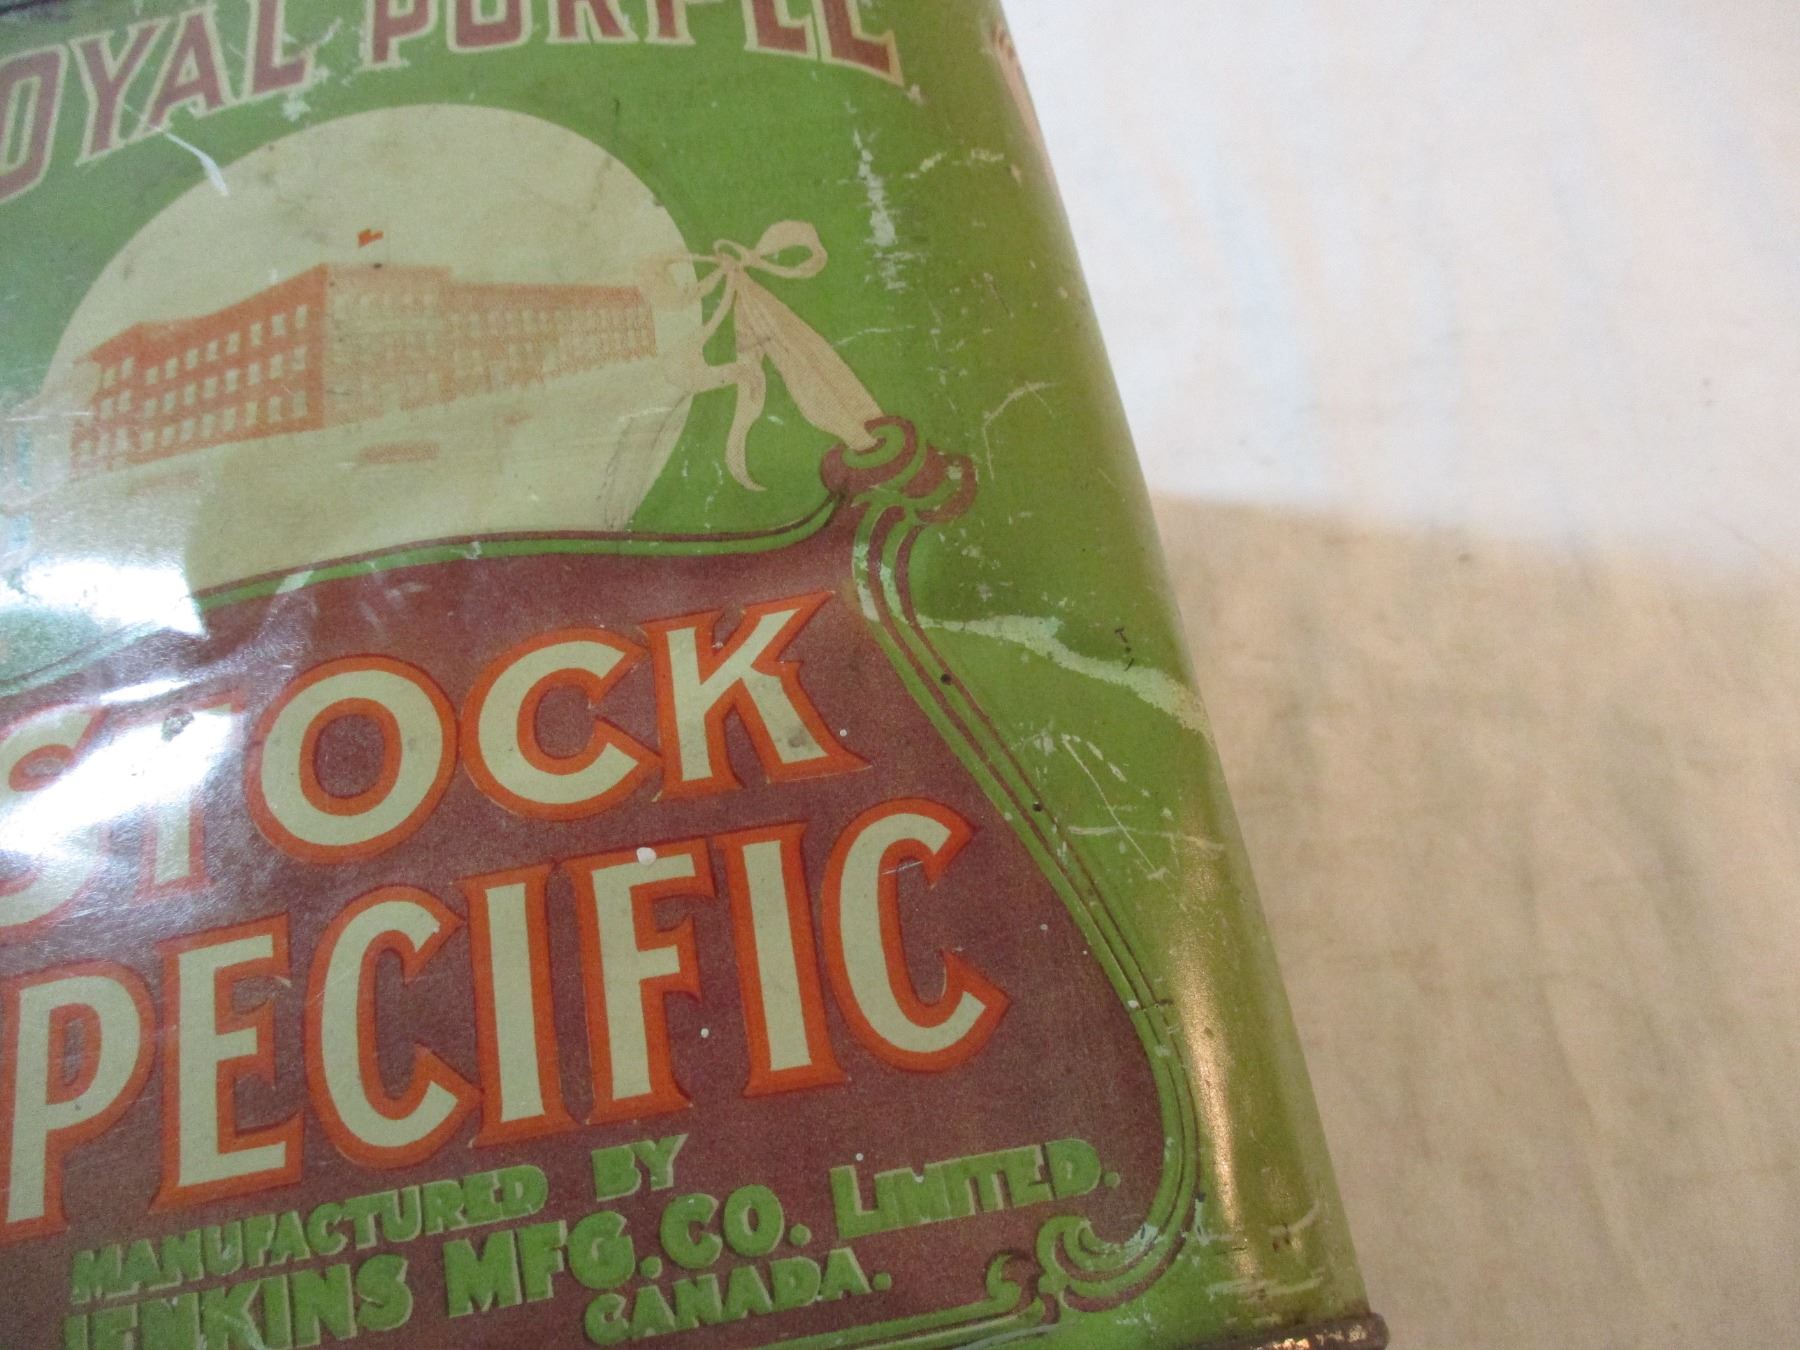 OYAL PURPLE
STOCK
PECIFIC
MANUFACTURED BY
JENKINS MFG. CO. LIMITED.
CANADA.